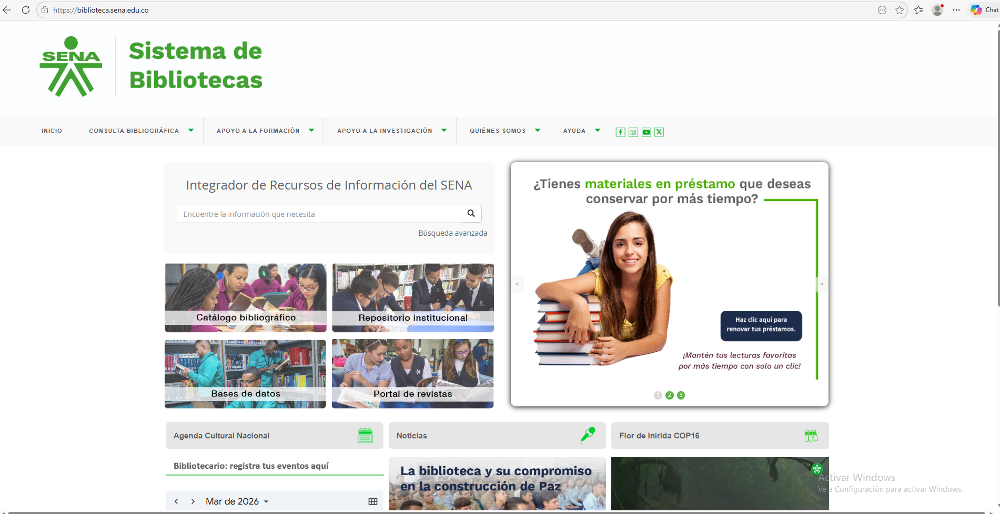 https://biblioteca.sena.edu.co
Chat
SENA
Sistema de
Bibliotecas
INICIO
CONSULTA BIBLIOGRÁFICA
APOYO A LA FORMACIÓN
APOYO A LA INVESTIGACIÓN
QUIÉNES SOMOS
AYUDA
Integrador de Recursos de Información del SENA
Encuentre la información que necesita
Búsqueda avanzada
Catálogo bibliográfico
Repositorio institucional
Bases de datos
Portal de revistas
¿Tienes materiales en préstamo que deseas
conservar por más tiempo?
<
>
Haz clic aquí para
renovar tus préstamos.
¡Mantén tus lecturas favoritas
por más tiempo con solo un clic!
1 2 3
Agenda Cultural Nacional
Noticias
Flor de Inírida COP16
Bibliotecario: registra tus eventos aquí
Mar de 2026
La biblioteca y su compromiso
en la construcción de Paz
Activar Windows
Ve a Configuración para activar Windows.